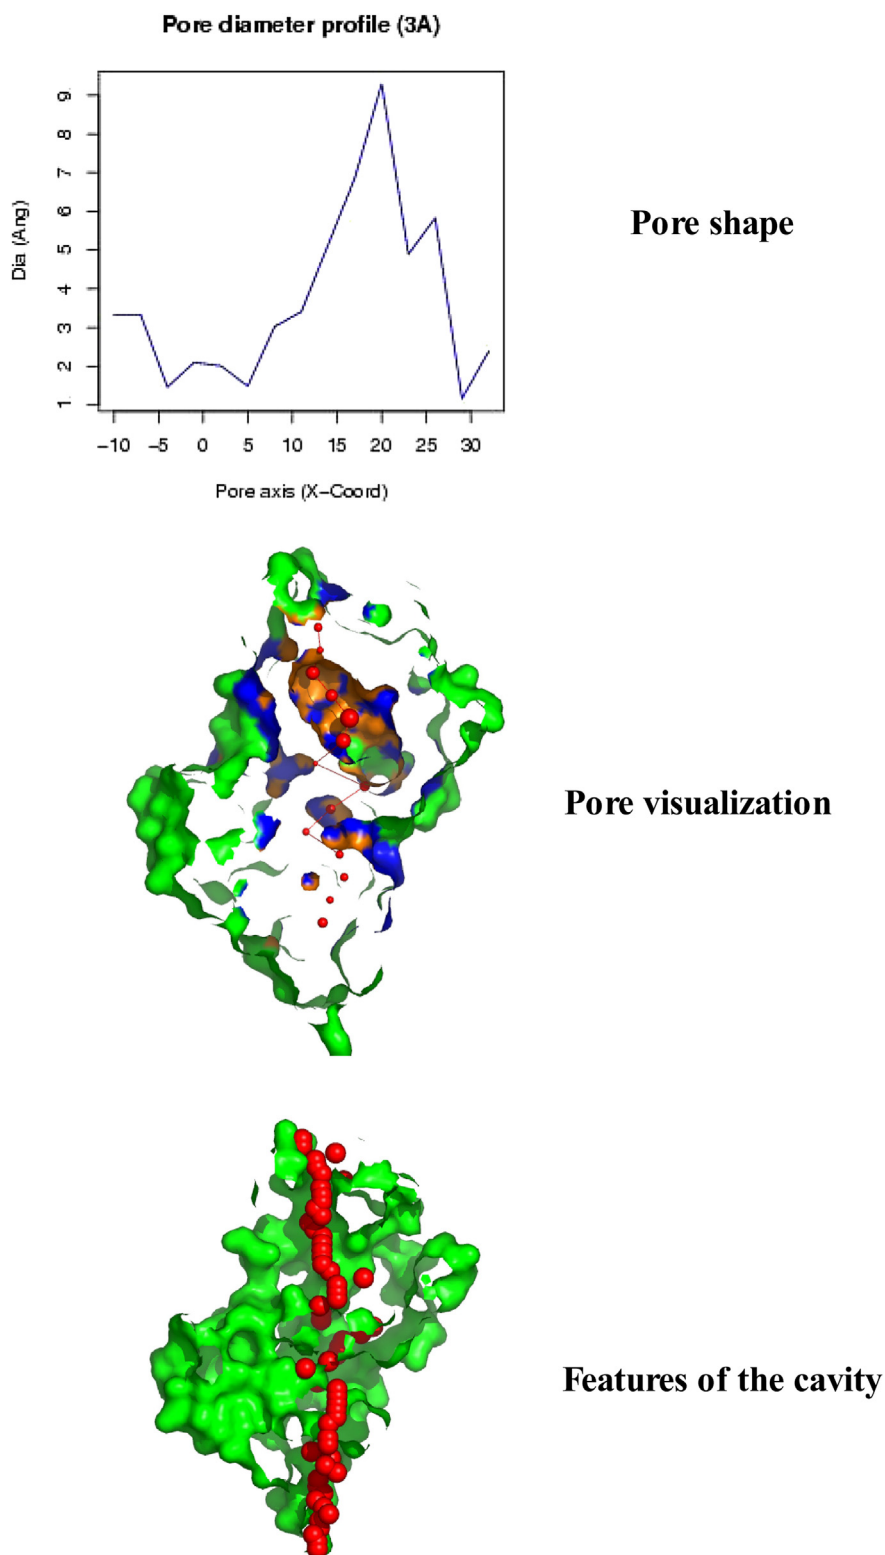 Pore diameter profile (3A)
9
8
7
6
5
4
3
2
1
Dia (Ang)
−10 −5 0 5 10 15 20 25 30
Pore axis (X−Coord)
Pore shape
Pore visualization
Features of the cavity